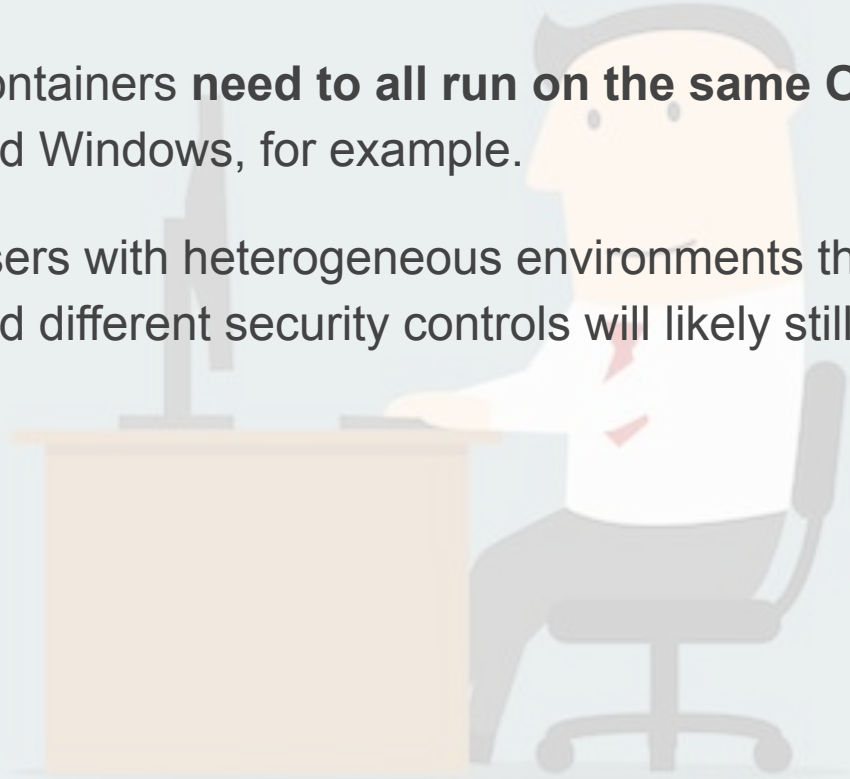 ontainers need to all run on the same O
d Windows, for example.
sers with heterogeneous environments th
d different security controls will likely still